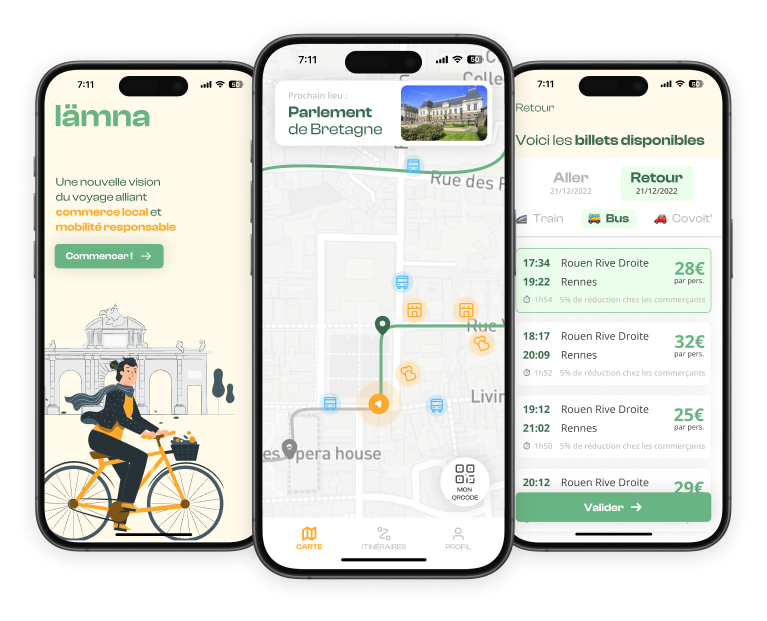 7:11
lämna
Une nouvelle vision
du voyage alliant
commerce local et
mobilité responsable
Commencer ! →
7:11
50
Colle
Prochain lieu :
Parlement
de Bretagne
Rue des F
Rue
Livin
es Opera house
MON
QRCODE
CARTE
ITINÉRAIRES
PROFIL
7:11
Retour
Voici les billets disponibles
Aller
21/12/2022
Retour
21/12/2022
Train
Bus
Covoit'
17:34 Rouen Rive Droite 28€
19:22 Rennes par pers.
1h54 5% de réduction chez les commerçants
18:17 Rouen Rive Droite 32€
20:09 Rennes par pers.
1h52 5% de réduction chez les commerçants
19:12 Rouen Rive Droite 25€
21:02 Rennes par pers.
1h50 5% de réduction chez les commerçants
20:12 Rouen Rive Droite 29€
Valider →